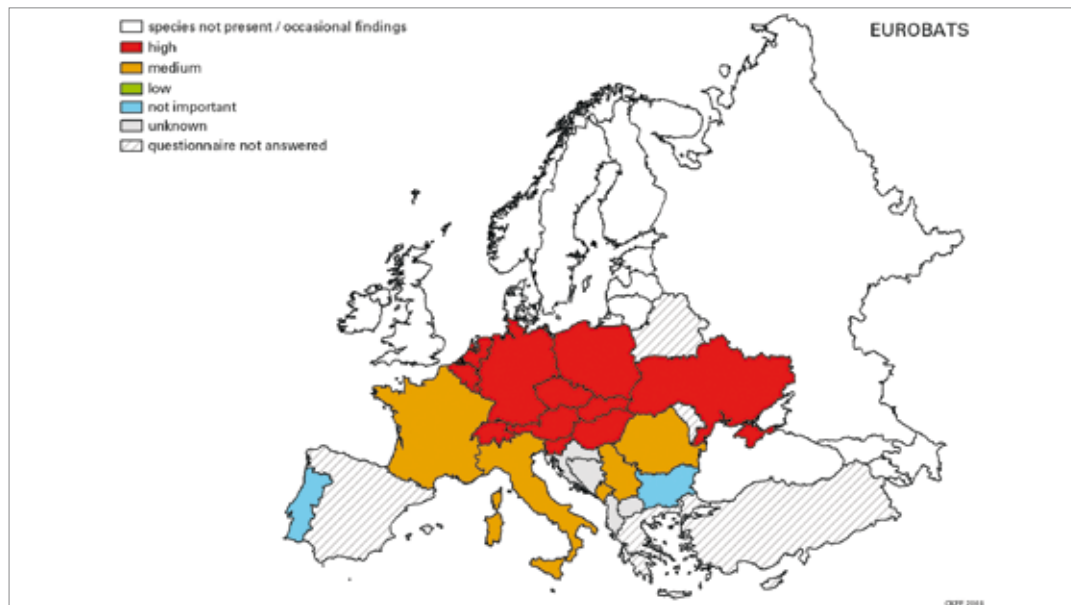 species not present / occasional findings
EUROBATS
high
medium
low
not important
unknown
questionnaire not answered